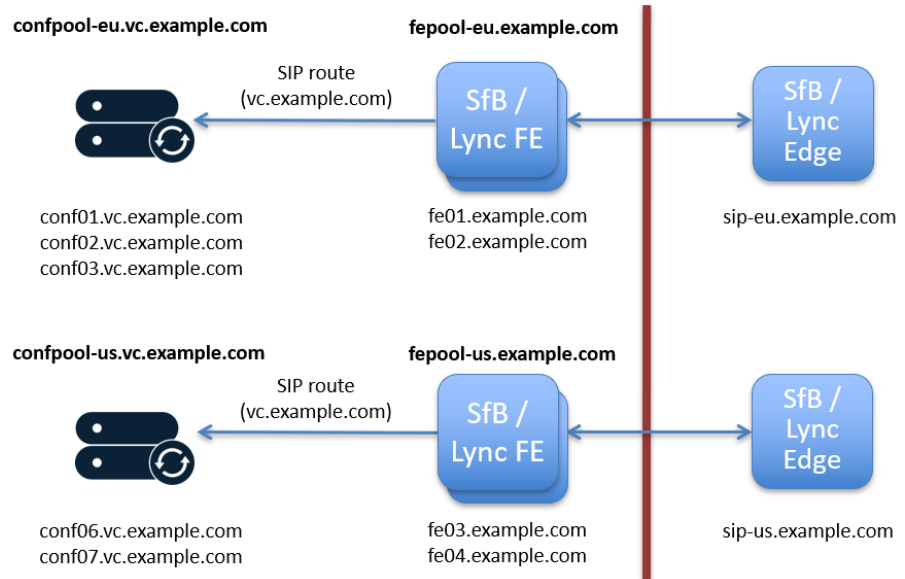 confpool-eu.vc.example.com
fepool-eu.example.com
SIP route
(vc.example.com)
SfB /
Lync FE
SfB /
Lync
Edge
conf01.vc.example.com
conf02.vc.example.com
conf03.vc.example.com
fe01.example.com
fe02.example.com
sip-eu.example.com
confpool-us.vc.example.com
fepool-us.example.com
SIP route
(vc.example.com)
SfB /
Lync FE
SfB /
Lync
Edge
conf06.vc.example.com
conf07.vc.example.com
fe03.example.com
fe04.example.com
sip-us.example.com